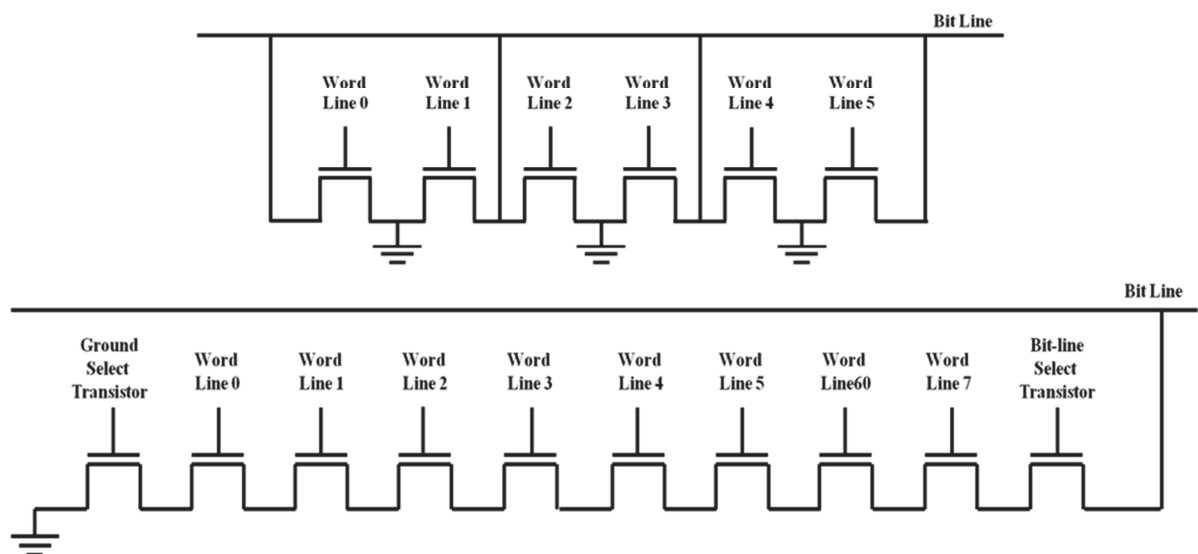 Bit Line
Word
Line 0
Word
Line 1
Word
Line 2
Word
Line 3
Word
Line 4
Word
Line 5
Bit Line
Ground
Select
Transistor
Word
Line 0
Word
Line 1
Word
Line 2
Word
Line 3
Word
Line 4
Word
Line 5
Word
Line60
Word
Line 7
Bit-line
Select
Transistor